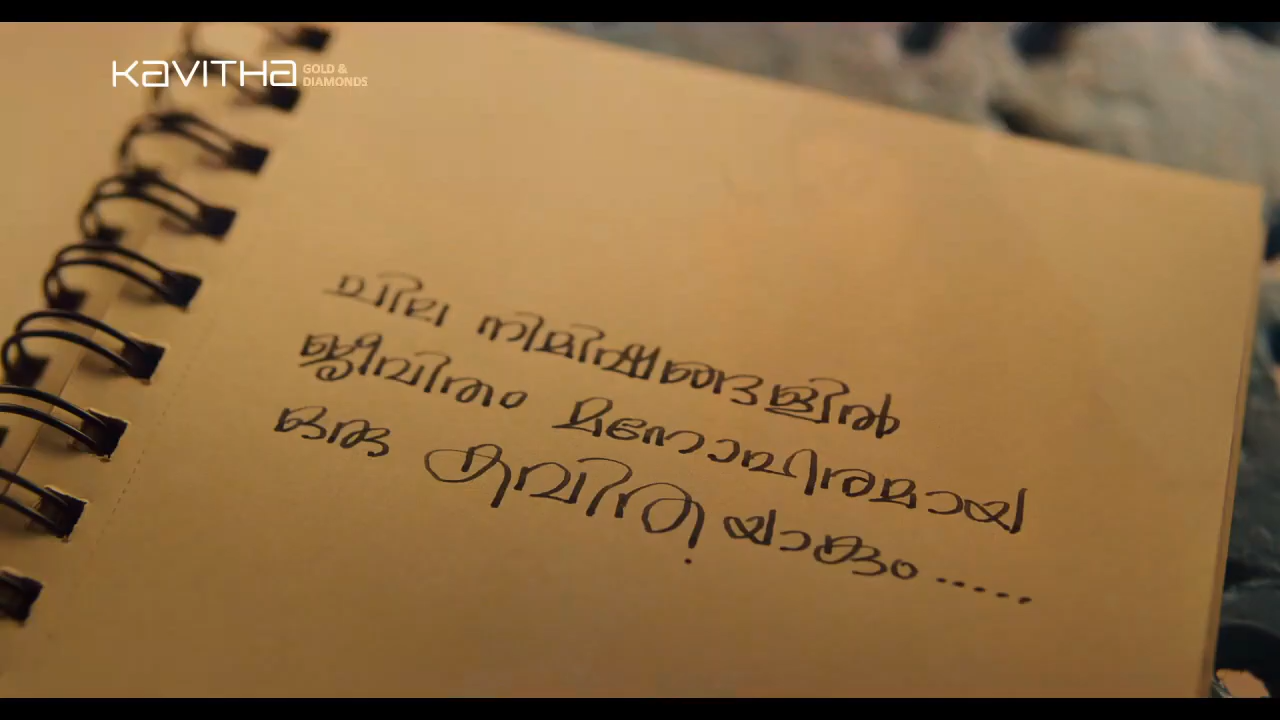 KAVITHA GOLD & DIAMONDS
ചില നിമിഷങ്ങളിൽ
ജീവിതം മനോഹരമായ
ഒരു കവിതയാകും .....